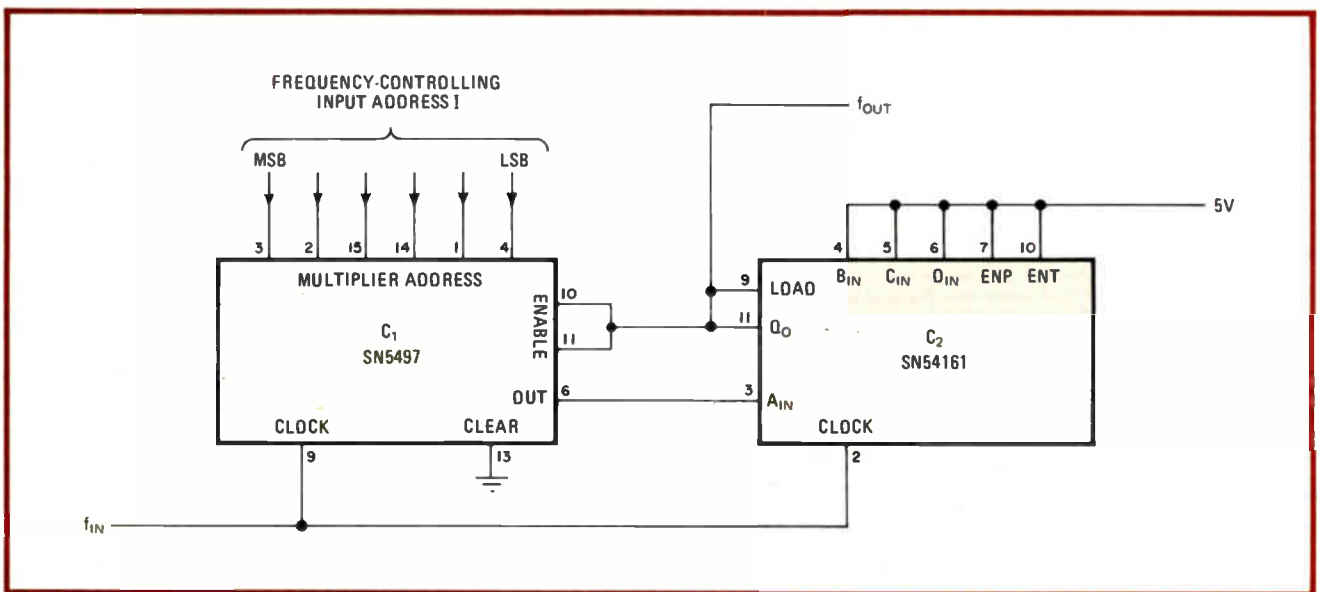 FREQUENCY-CONTROLLING
INPUT ADDRESS I
MSB LSB
3 2 15 14 1 4
MULTIPLIER ADDRESS
C1
SN5497
ENABLE
10
11
OUT 6
CLOCK CLEAR
9 13
fIN
fOUT
5V
4 5 6 7 10
BIN CIN DIN ENP ENT
9 LOAD
11 QD
C2
SN54161
3 AIN
CLOCK
2